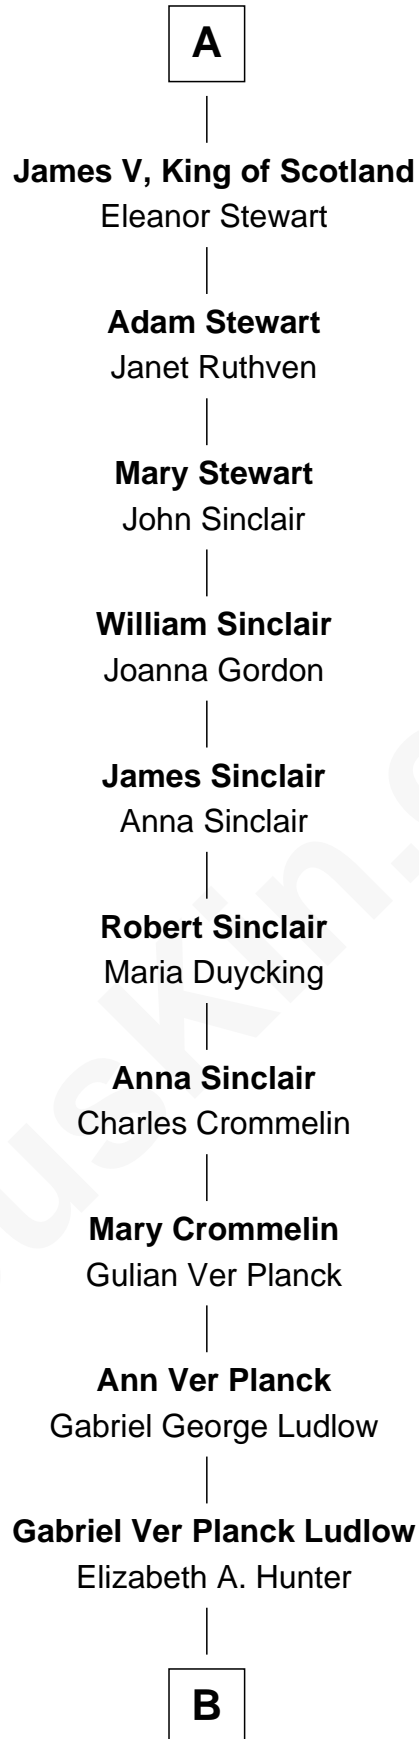 A
James V, King of Scotland
Eleanor Stewart
Adam Stewart
Janet Ruthven
Mary Stewart
John Sinclair
William Sinclair
Joanna Gordon
James Sinclair
Anna Sinclair
Robert Sinclair
Maria Duycking
Anna Sinclair
Charles Crommelin
Mary Crommelin
Gulian Ver Planck
Ann Ver Planck
Gabriel George Ludlow
Gabriel Ver Planck Ludlow
Elizabeth A. Hunter
B